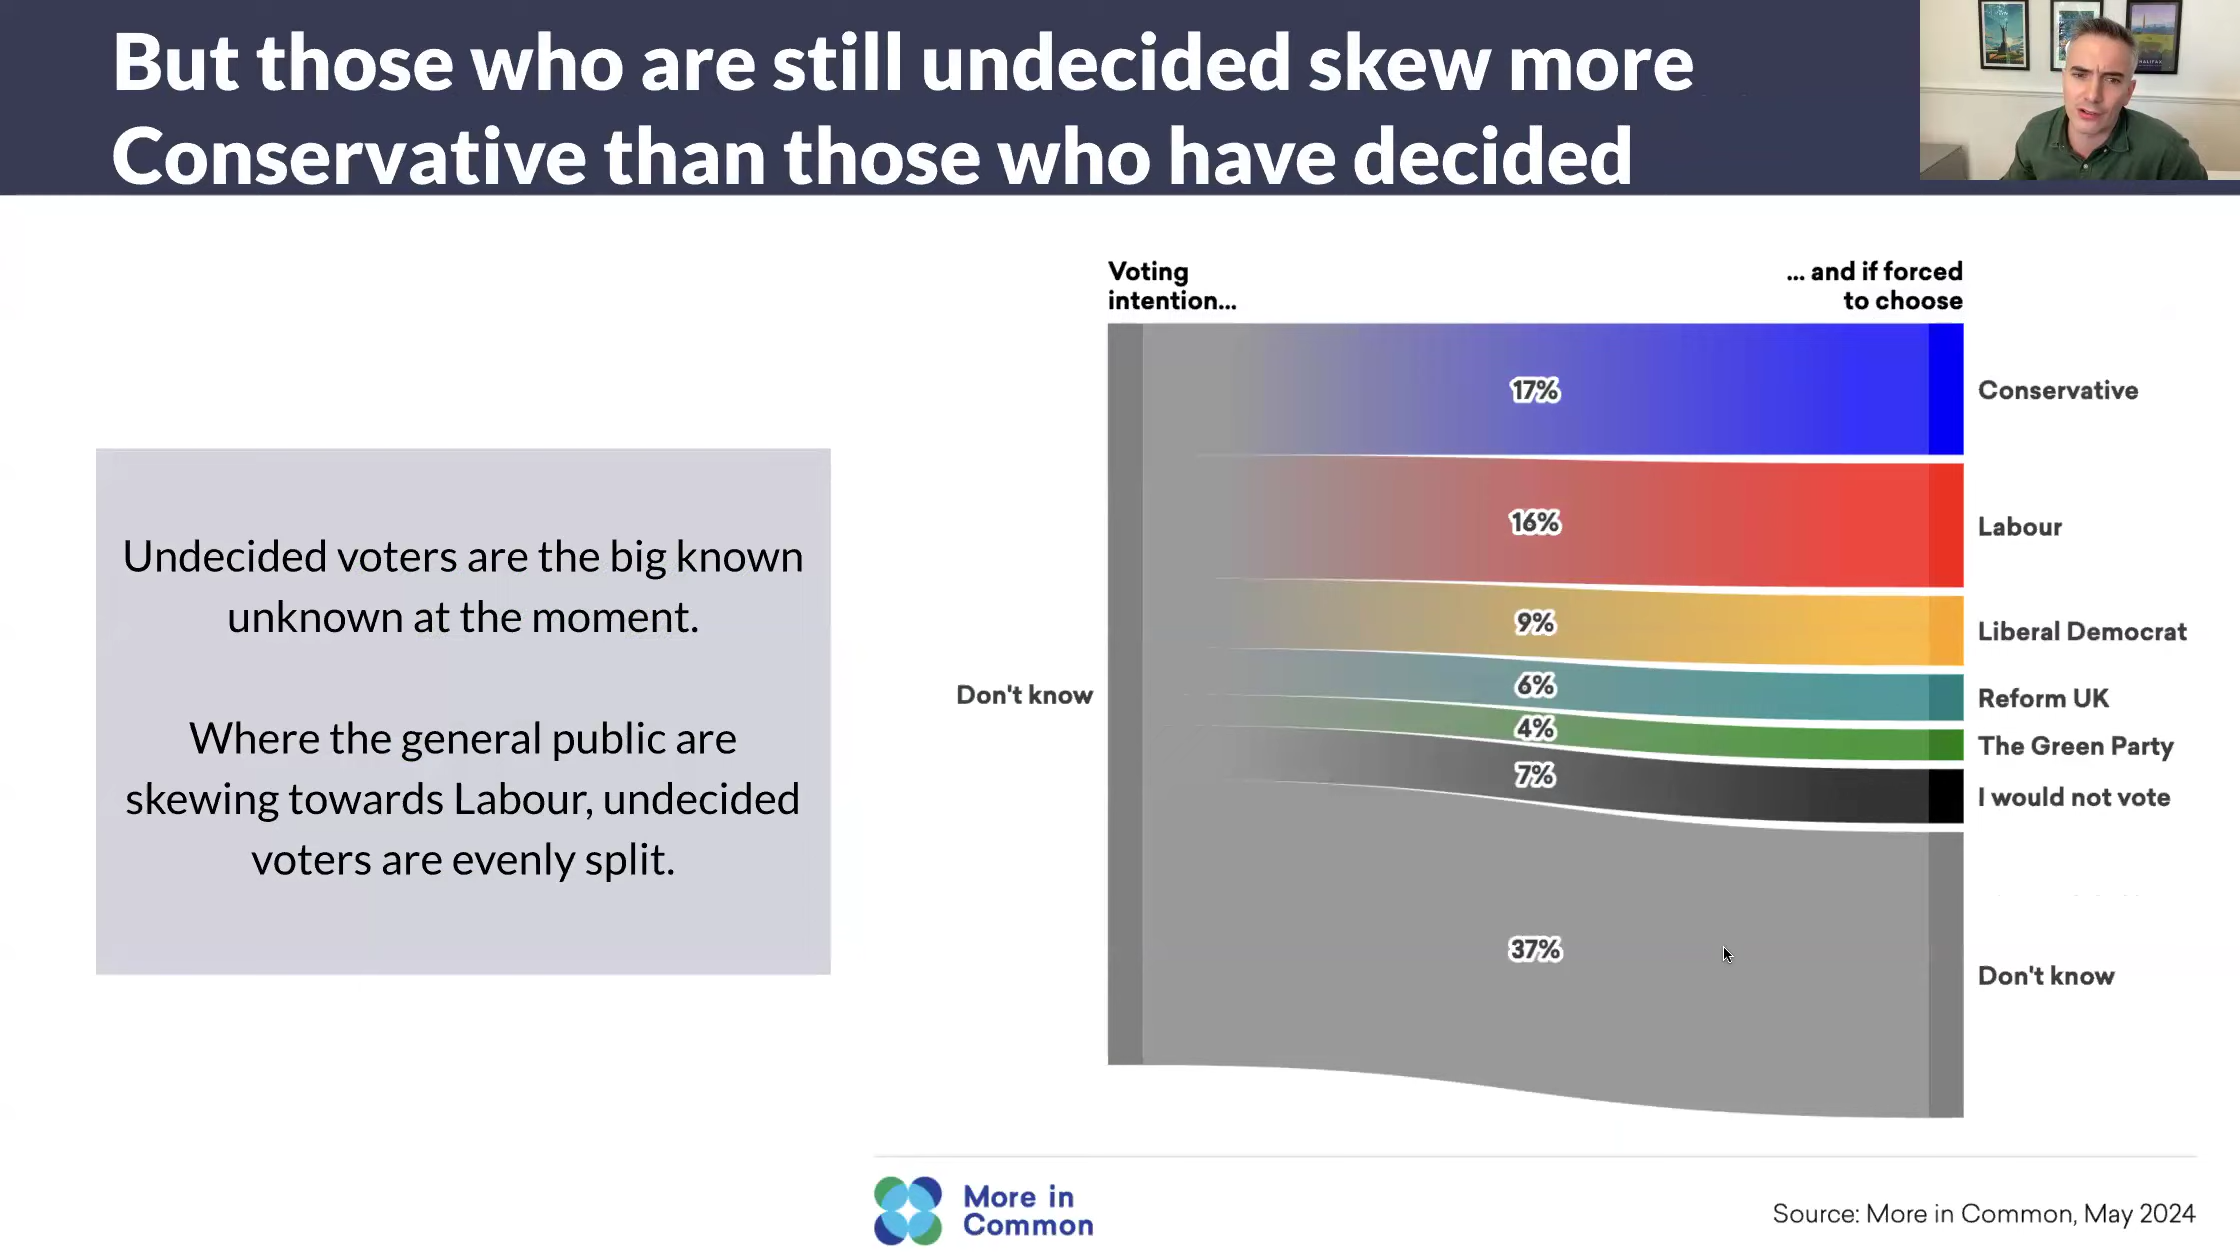 But those who are still undecided skew more
Conservative than those who have decided
HALIFAX
Voting
intention...
... and if forced
to choose
17%
Conservative
16%
Labour
Undecided voters are the big known
unknown at the moment.
9%
Liberal Democrat
Don't know
6%
Reform UK
4%
The Green Party
Where the general public are
skewing towards Labour, undecided
voters are evenly split.
7%
I would not vote
37%
Don't know
More in
Common
Source: More in Common, May 2024